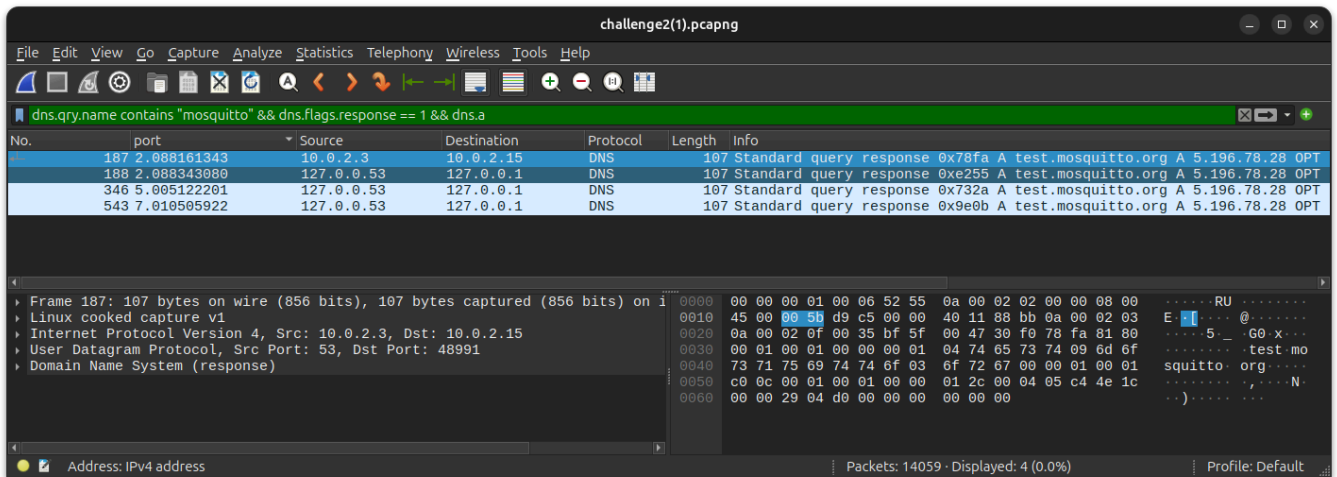 challenge2(1).pcapng
File Edit View Go Capture Analyze Statistics Telephony Wireless Tools Help
dns.qry.name contains "mosquitto" && dns.flags.response == 1 && dns.a
No. port Source Destination Protocol Length Info
187 2.088161343 10.0.2.3 10.0.2.15 DNS 107 Standard query response 0x78fa A test.mosquitto.org A 5.196.78.28 OPT
188 2.088343080 127.0.0.53 127.0.0.1 DNS 107 Standard query response 0xe255 A test.mosquitto.org A 5.196.78.28 OPT
346 5.005122201 127.0.0.53 127.0.0.1 DNS 107 Standard query response 0x732a A test.mosquitto.org A 5.196.78.28 OPT
543 7.010505922 127.0.0.53 127.0.0.1 DNS 107 Standard query response 0x9e0b A test.mosquitto.org A 5.196.78.28 OPT
Frame 187: 107 bytes on wire (856 bits), 107 bytes captured (856 bits) on i
Linux cooked capture v1
Internet Protocol Version 4, Src: 10.0.2.3, Dst: 10.0.2.15
User Datagram Protocol, Src Port: 53, Dst Port: 48991
Domain Name System (response)
0000 00 00 00 01 00 06 52 55 0a 00 02 02 00 00 08 00 ······RU ········
0010 45 00 00 5b d9 c5 00 00 40 11 88 bb 0a 00 02 03 E··[···· @·······
0020 0a 00 02 0f 00 35 bf 5f 00 47 30 f0 78 fa 81 80 ·····5·_ ·G0·x···
0030 00 01 00 01 00 00 00 01 04 74 65 73 74 09 6d 6f ········ ·test·mo
0040 73 71 75 69 74 74 6f 03 6f 72 67 00 00 01 00 01 squitto· org·····
0050 c0 0c 00 01 00 01 00 00 01 2c 00 04 05 c4 4e 1c ········ ·,····N·
0060 00 00 29 04 d0 00 00 00 00 00 00 ··)····· ···
Address: IPv4 address
Packets: 14059 · Displayed: 4 (0.0%)
Profile: Default